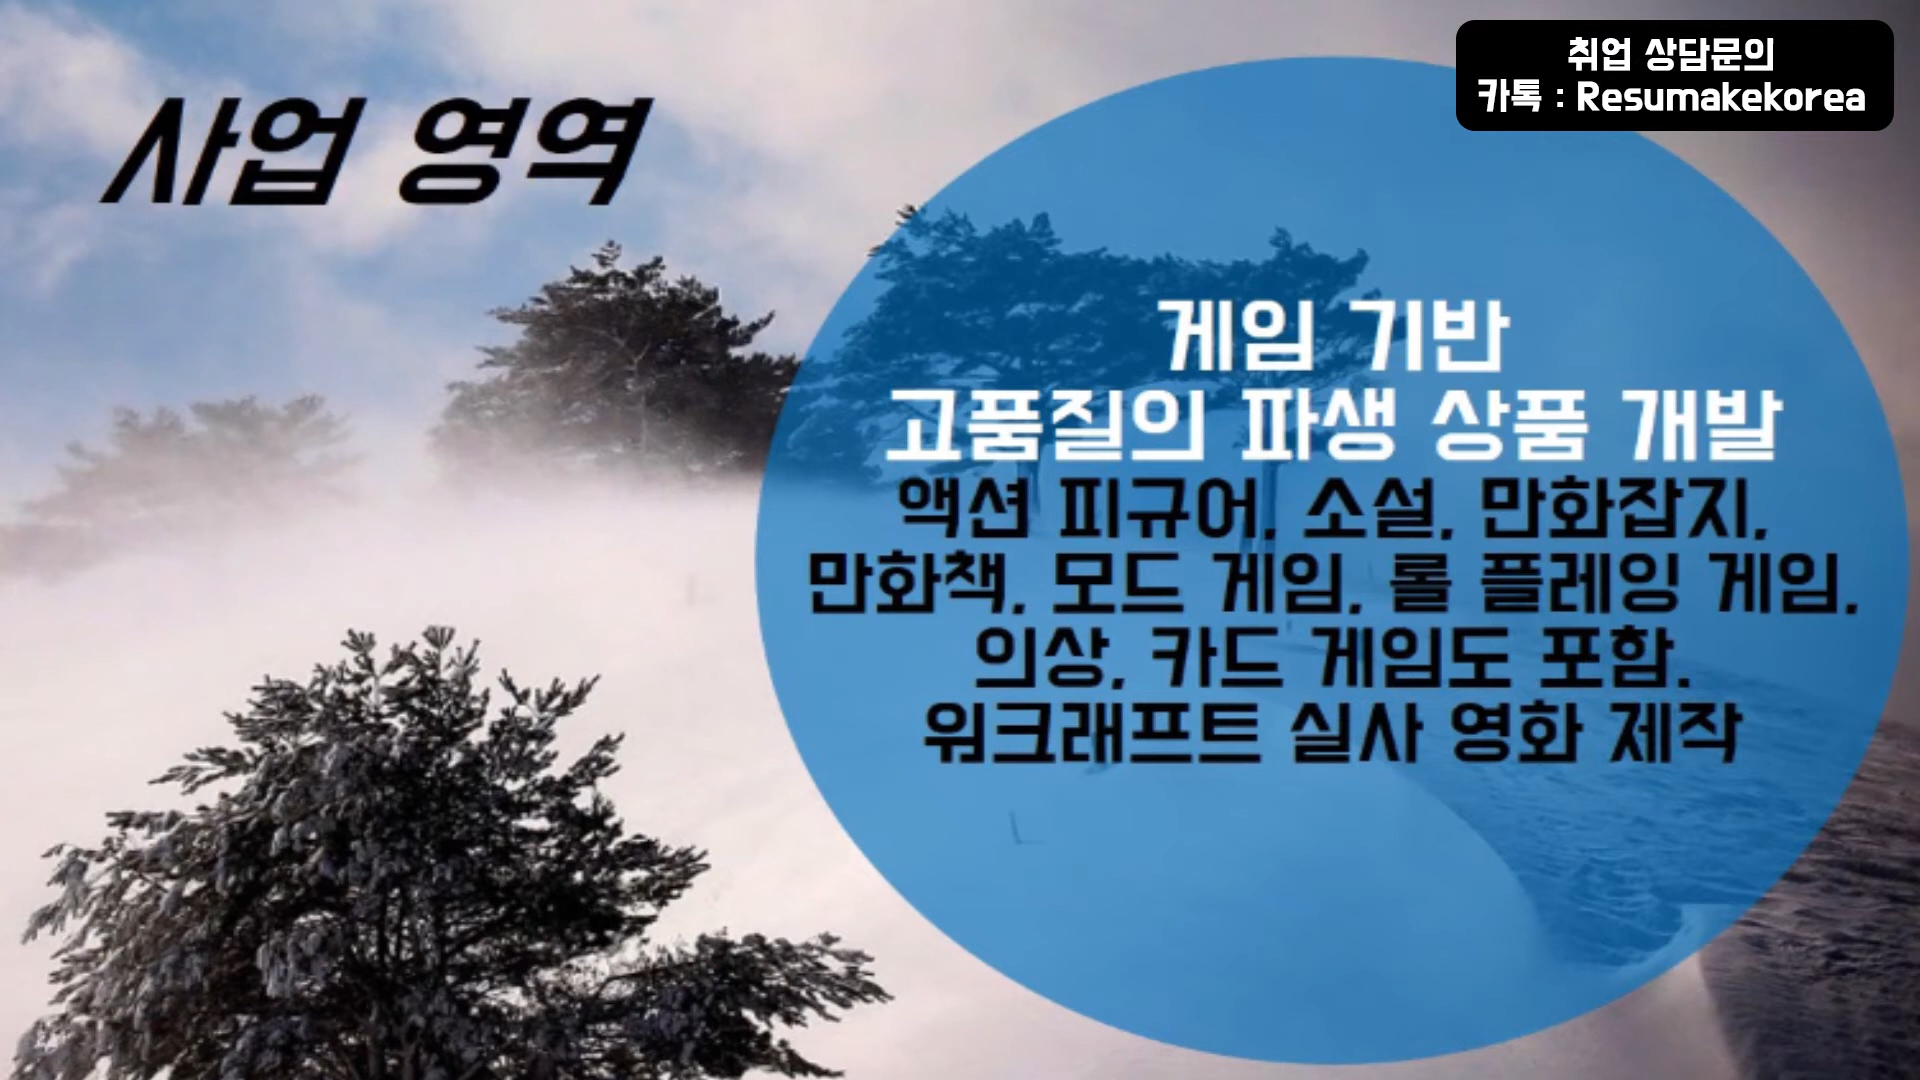 취업 상담문의
카톡 : Resumakekorea
사업 영역
게임 기반
고품질의 파생 상품 개발
액션 피규어, 소설, 만화잡지,
만화책, 모드 게임, 롤 플레잉 게임,
의상, 카드 게임도 포함.
워크래프트 실사 영화 제작